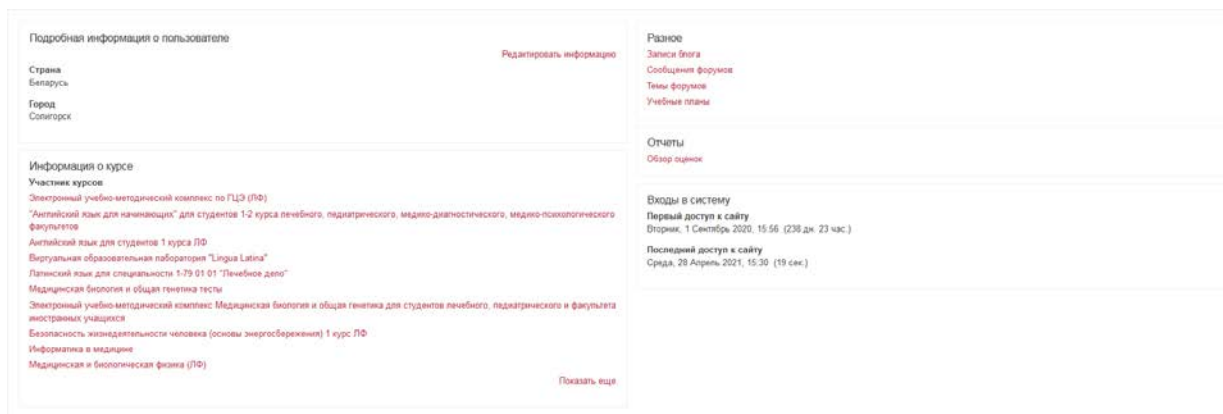 Подробная информация о пользователе
Редактировать информацию
Страна
Беларусь
Город
Солигорск
Информация о курсе
Участник курсов
Электронный учебно-методический комплекс по ГЦЭ (ЛФ)
"Английский язык для начинающих" для студентов 1-2 курса лечебного, педиатрического, медико-диагностического, медико-психологического
факультетов
Английский язык для студентов 1 курса ЛФ
Виртуальная образовательная лаборатория "Lingua Latina"
Латинский язык для специальности 1-79 01 01 "Лечебное дело"
Медицинская биология и общая генетика тесты
Электронный учебно-методический комплекс Медицинская биология и общая генетика для студентов лечебного, педиатрического и факультета
иностранных учащихся
Безопасность жизнедеятельности человека (основы энергосбережения) 1 курс ЛФ
Информатика в медицине
Медицинская и биологическая физика (ЛФ)
Показать еще
Разное
Записи блога
Сообщения форумов
Темы форумов
Учебные планы
Отчеты
Обзор оценок
Входы в систему
Первый доступ к сайту
Вторник, 1 Сентябрь 2020, 15:56 (238 дн. 23 час.)
Последний доступ к сайту
Среда, 28 Апрель 2021, 15:30 (19 сек.)